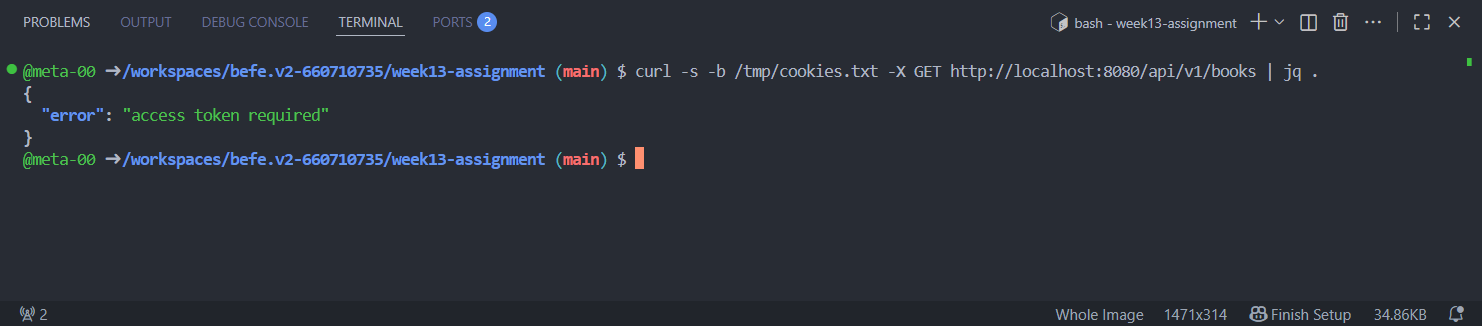 PROBLEMS OUTPUT DEBUG CONSOLE TERMINAL PORTS 2 bash - week13-assignment
@meta-00 ➜/workspaces/befe.v2-660710735/week13-assignment (main) $ curl -s -b /tmp/cookies.txt -X GET http://localhost:8080/api/v1/books | jq .
{
  "error": "access token required"
}
@meta-00 ➜/workspaces/befe.v2-660710735/week13-assignment (main) $
2 Whole Image 1471x314 Finish Setup 34.86KB